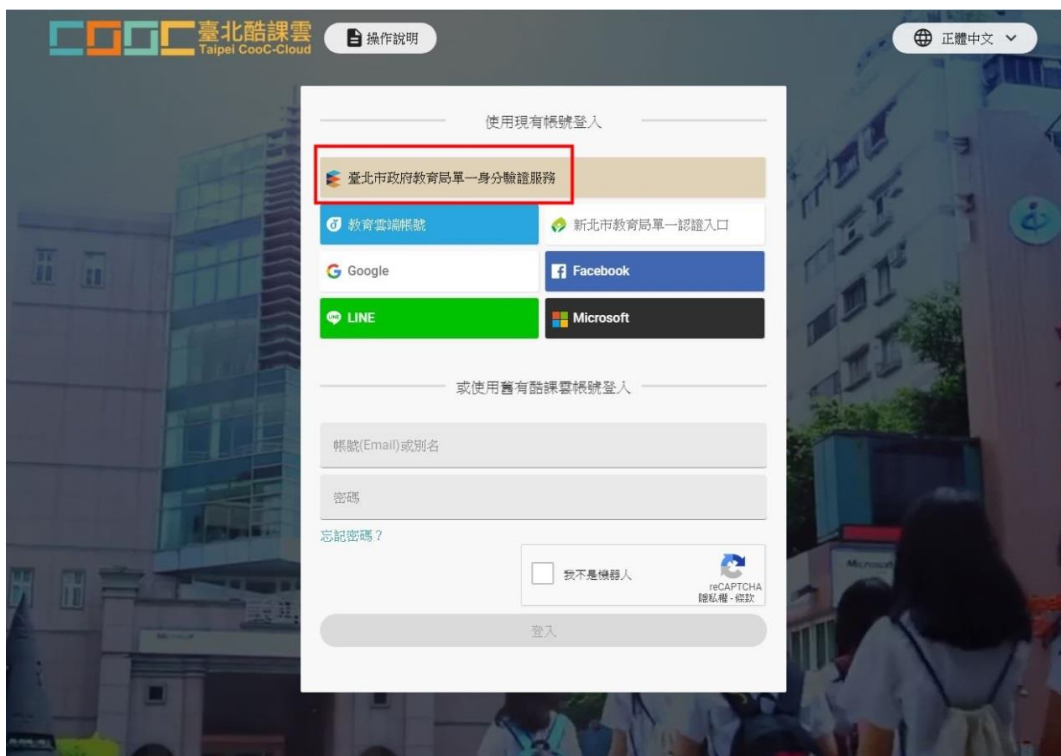 COOC 臺北酷課雲
Taipei CooC-Cloud
操作說明
正體中文
使用現有帳號登入
臺北市政府教育局單一身分驗證服務
教育雲端帳號
新北市教育局單一認證入口
Google
Facebook
LINE
Microsoft
或使用舊有酷課雲帳號登入
帳號(Email)或別名
密碼
忘記密碼？
我不是機器人
reCAPTCHA
隱私權 - 條款
登入
Microsoft
Microsoft